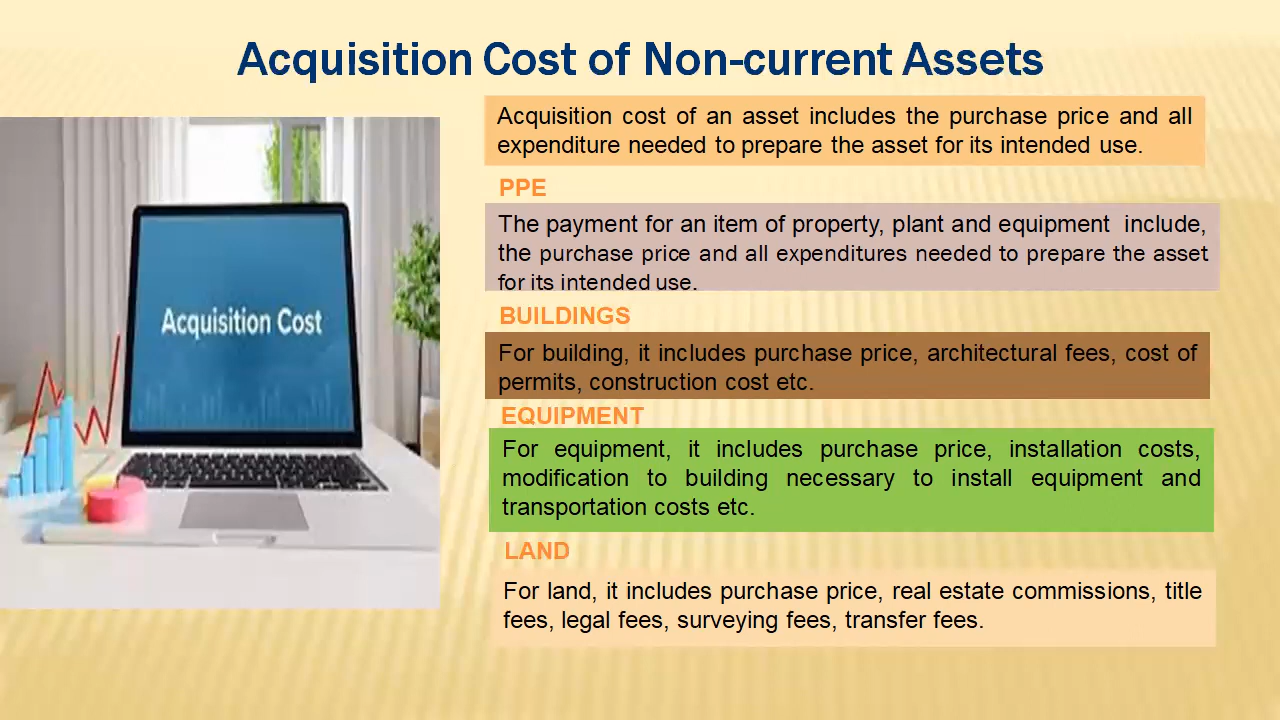 Acquisition Cost of Non-current Assets
Acquisition cost of an asset includes the purchase price and all
expenditure needed to prepare the asset for its intended use.
PPE
The payment for an item of property, plant and equipment include,
the purchase price and all expenditures needed to prepare the asset
for its intended use.
Acquisition Cost
BUILDINGS
For building, it includes purchase price, architectural fees, cost of
permits, construction cost etc.
EQUIPMENT
For equipment, it includes purchase price, installation costs,
modification to building necessary to install equipment and
transportation costs etc.
LAND
For land, it includes purchase price, real estate commissions, title
fees, legal fees, surveying fees, transfer fees.